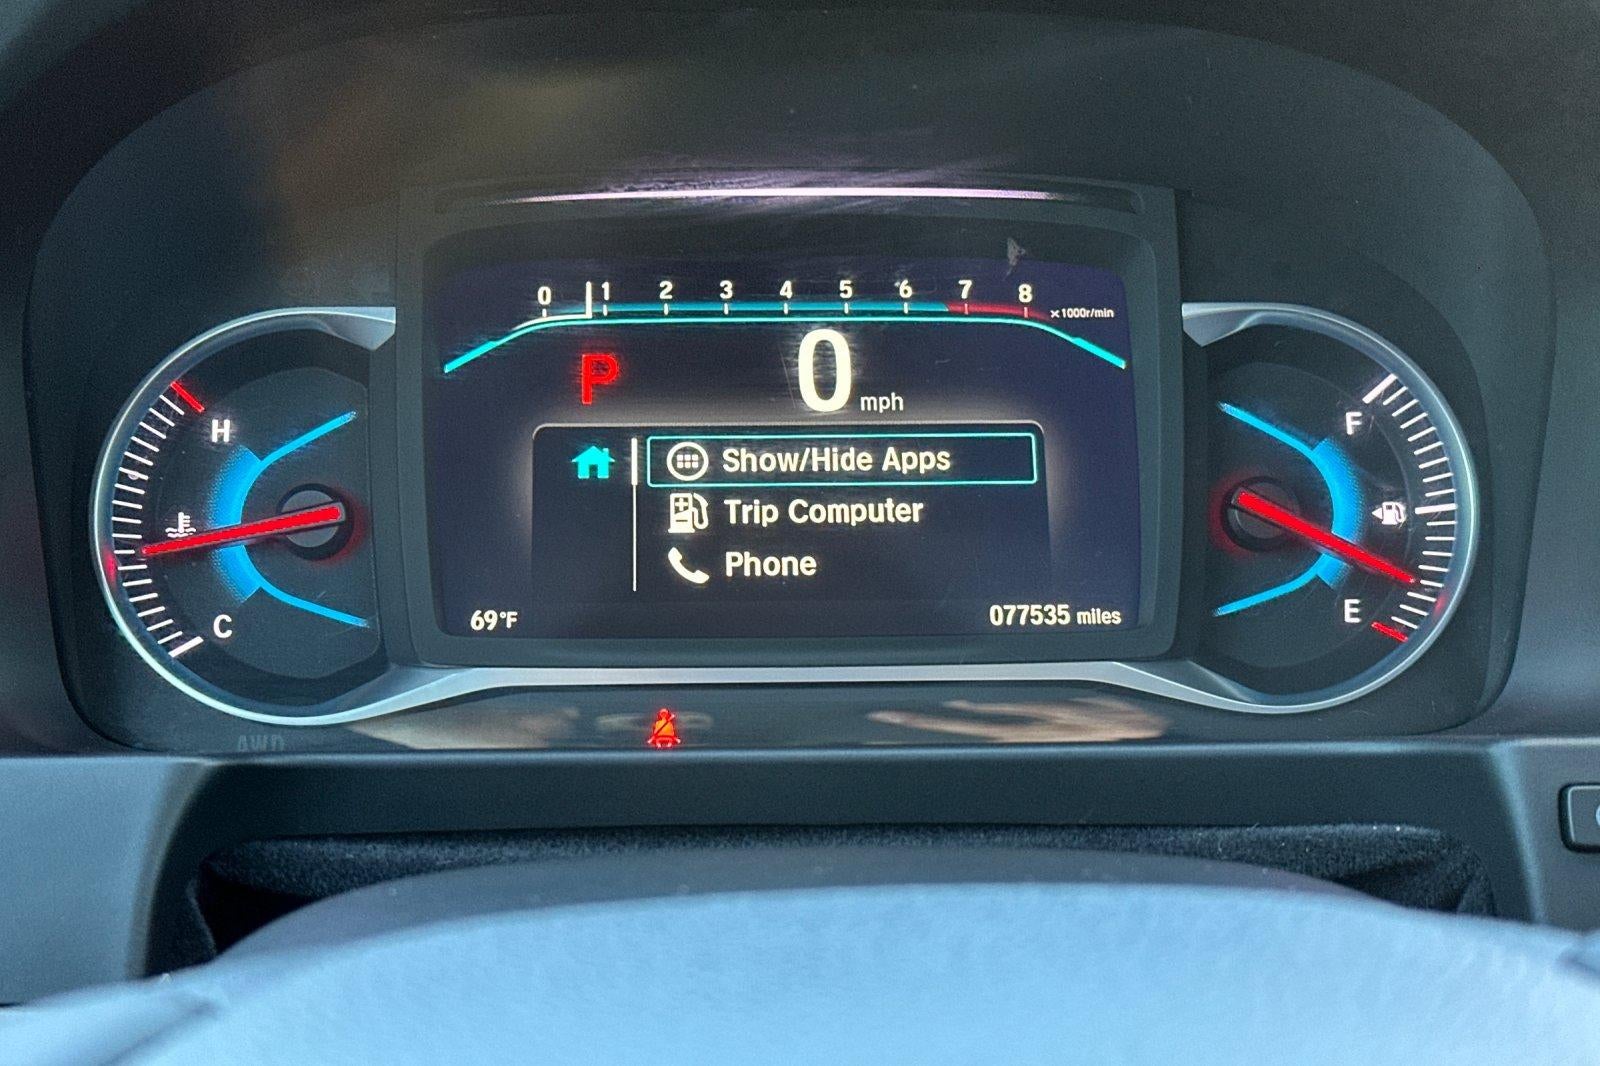 0 1 2 3 4 5 6 7 8
x1000r/min
P
0 mph
H
F
Show/Hide Apps
Trip Computer
Phone
C
E
69°F
077535 miles
AWD